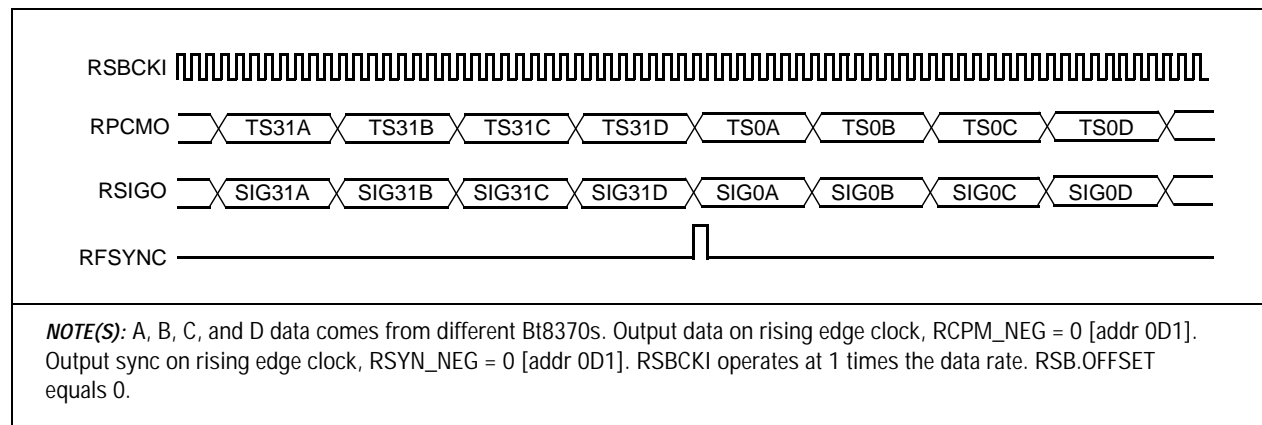 RSBCKI
RPCMO TS31A TS31B TS31C TS31D TS0A TS0B TS0C TS0D
RSIGO SIG31A SIG31B SIG31C SIG31D SIG0A SIG0B SIG0C SIG0D
RFSYNC
NOTE(S): A, B, C, and D data comes from different Bt8370s. Output data on rising edge clock, RCPM_NEG = 0 [addr 0D1].
Output sync on rising edge clock, RSYN_NEG = 0 [addr 0D1]. RSBCKI operates at 1 times the data rate. RSB.OFFSET
equals 0.